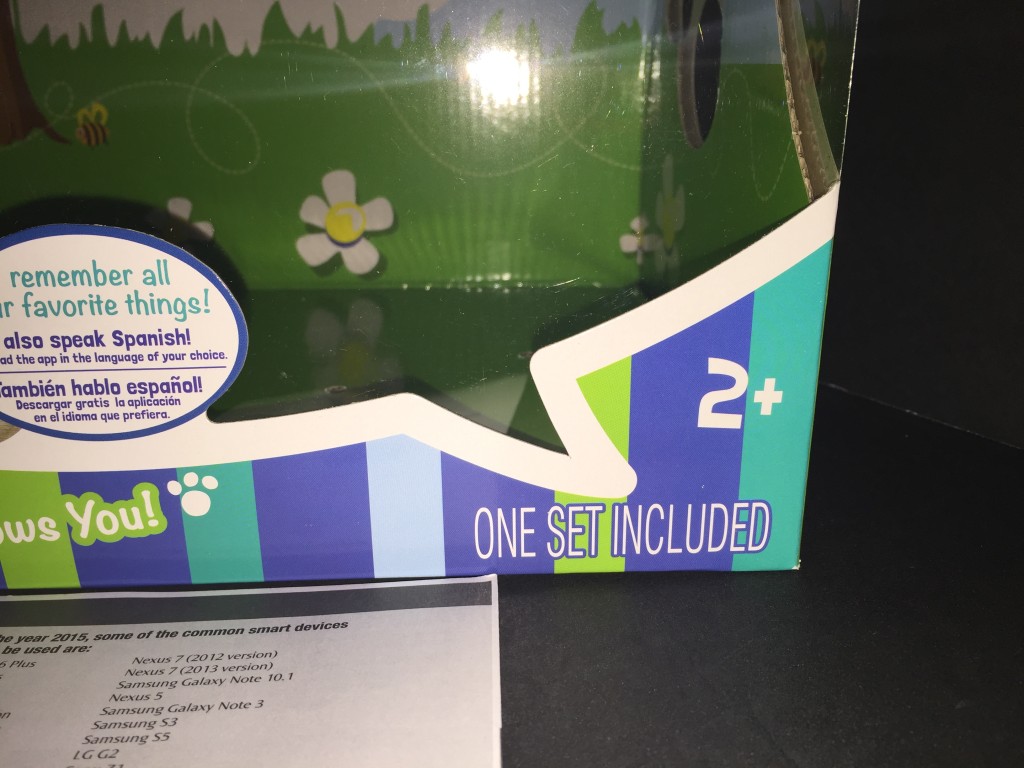 remember all
favorite things!
also speak Spanish!
the app in the language of your choice.
También hablo español!
Descargar gratis la aplicación
en el idioma que prefiera.
2+
You!
ONE SET INCLUDED
year 2015, some of the common smart devices
be used are:
6 Plus
Nexus 7 (2012 version)
Nexus 7 (2013 version)
Samsung Galaxy Note 10.1
Nexus 5
Samsung Galaxy Note 3
Samsung S3
Samsung S5
LG G2